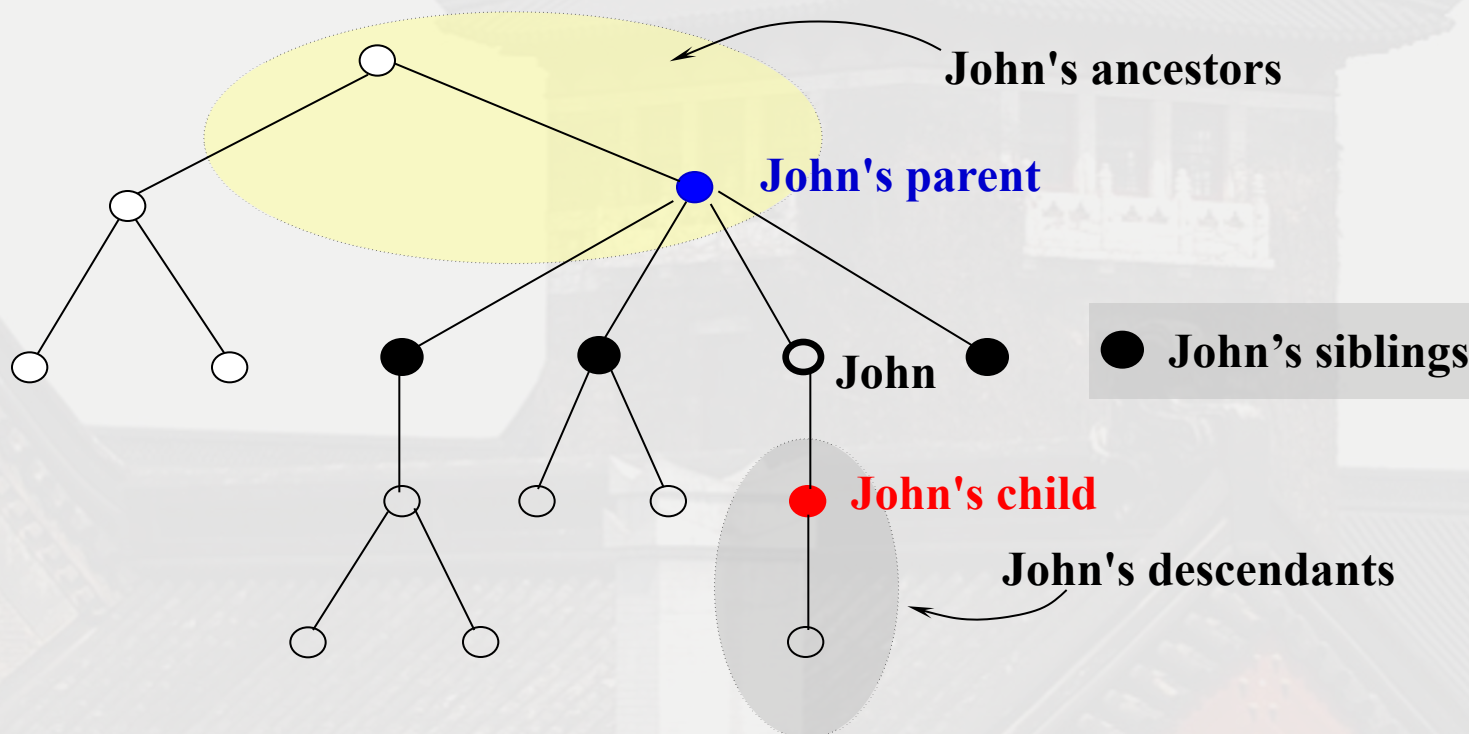 John's ancestors
John's parent
John’s siblings
John
John's child
John's descendants